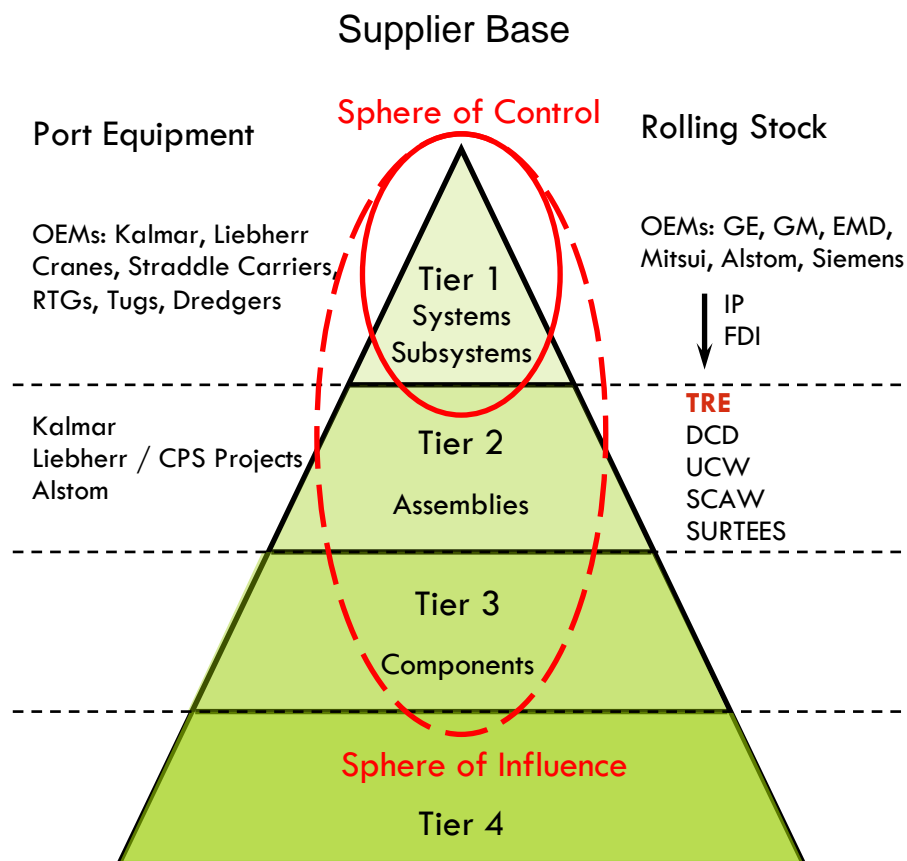 Supplier Base
Sphere of Control
Port Equipment
Rolling Stock
OEMs: Kalmar, Liebherr
Cranes, Straddle Carriers,
RTGs, Tugs, Dredgers
OEMs: GE, GM, EMD,
Mitsui, Alstom, Siemens
IP
FDI
Tier 1
Systems
Subsystems
Kalmar
Liebherr / CPS Projects
Alstom
Tier 2
Assemblies
TRE
DCD
UCW
SCAW
SURTEES
Tier 3
Components
Sphere of Influence
Tier 4